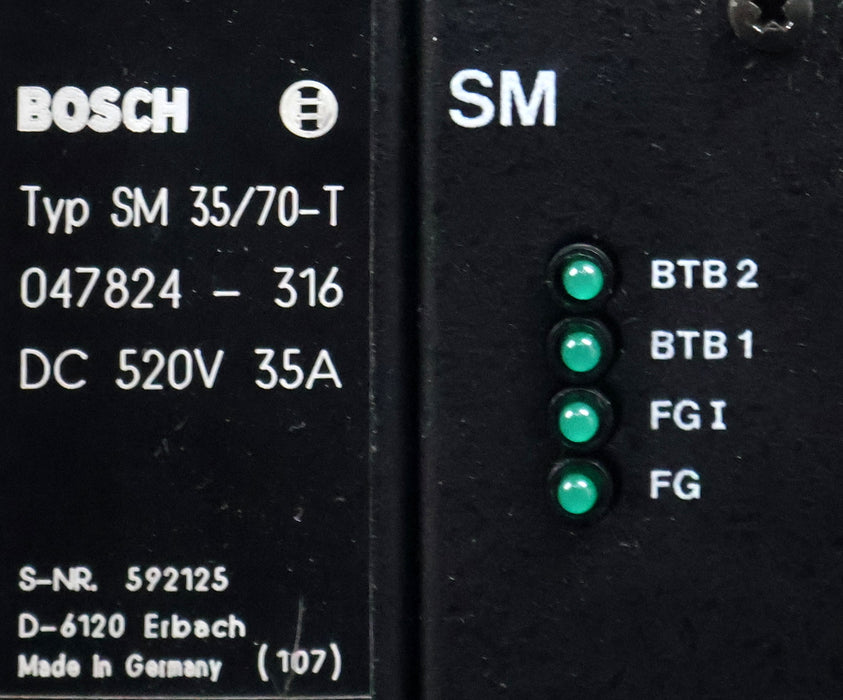 BOSCH
Typ SM 35/70-T
047824 - 316
DC 520V 35A
S-NR. 592125
D-6120 Erbach
Made In Germany (107)
SM
BTB 2
BTB 1
FG I
FG